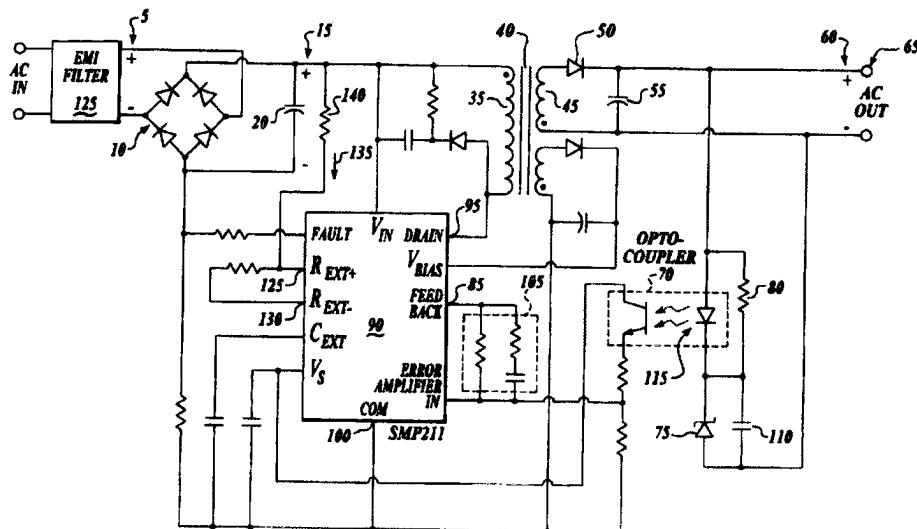 5
15
40
50
60
65
AC
IN
EMI
FILTER
125
+
-
10
+
20
-
140
135
35
45
55
+
AC
OUT
-
95
FAULT
VIN
DRAIN
VBIAS
125
REXT+
130
REXT-
CEXT
VS
90
FEED
BACK
85
105
ERROR
AMPLIFIER
IN
COM
100
SMP211
OPTO-
COUPLER
70
80
115
75
110